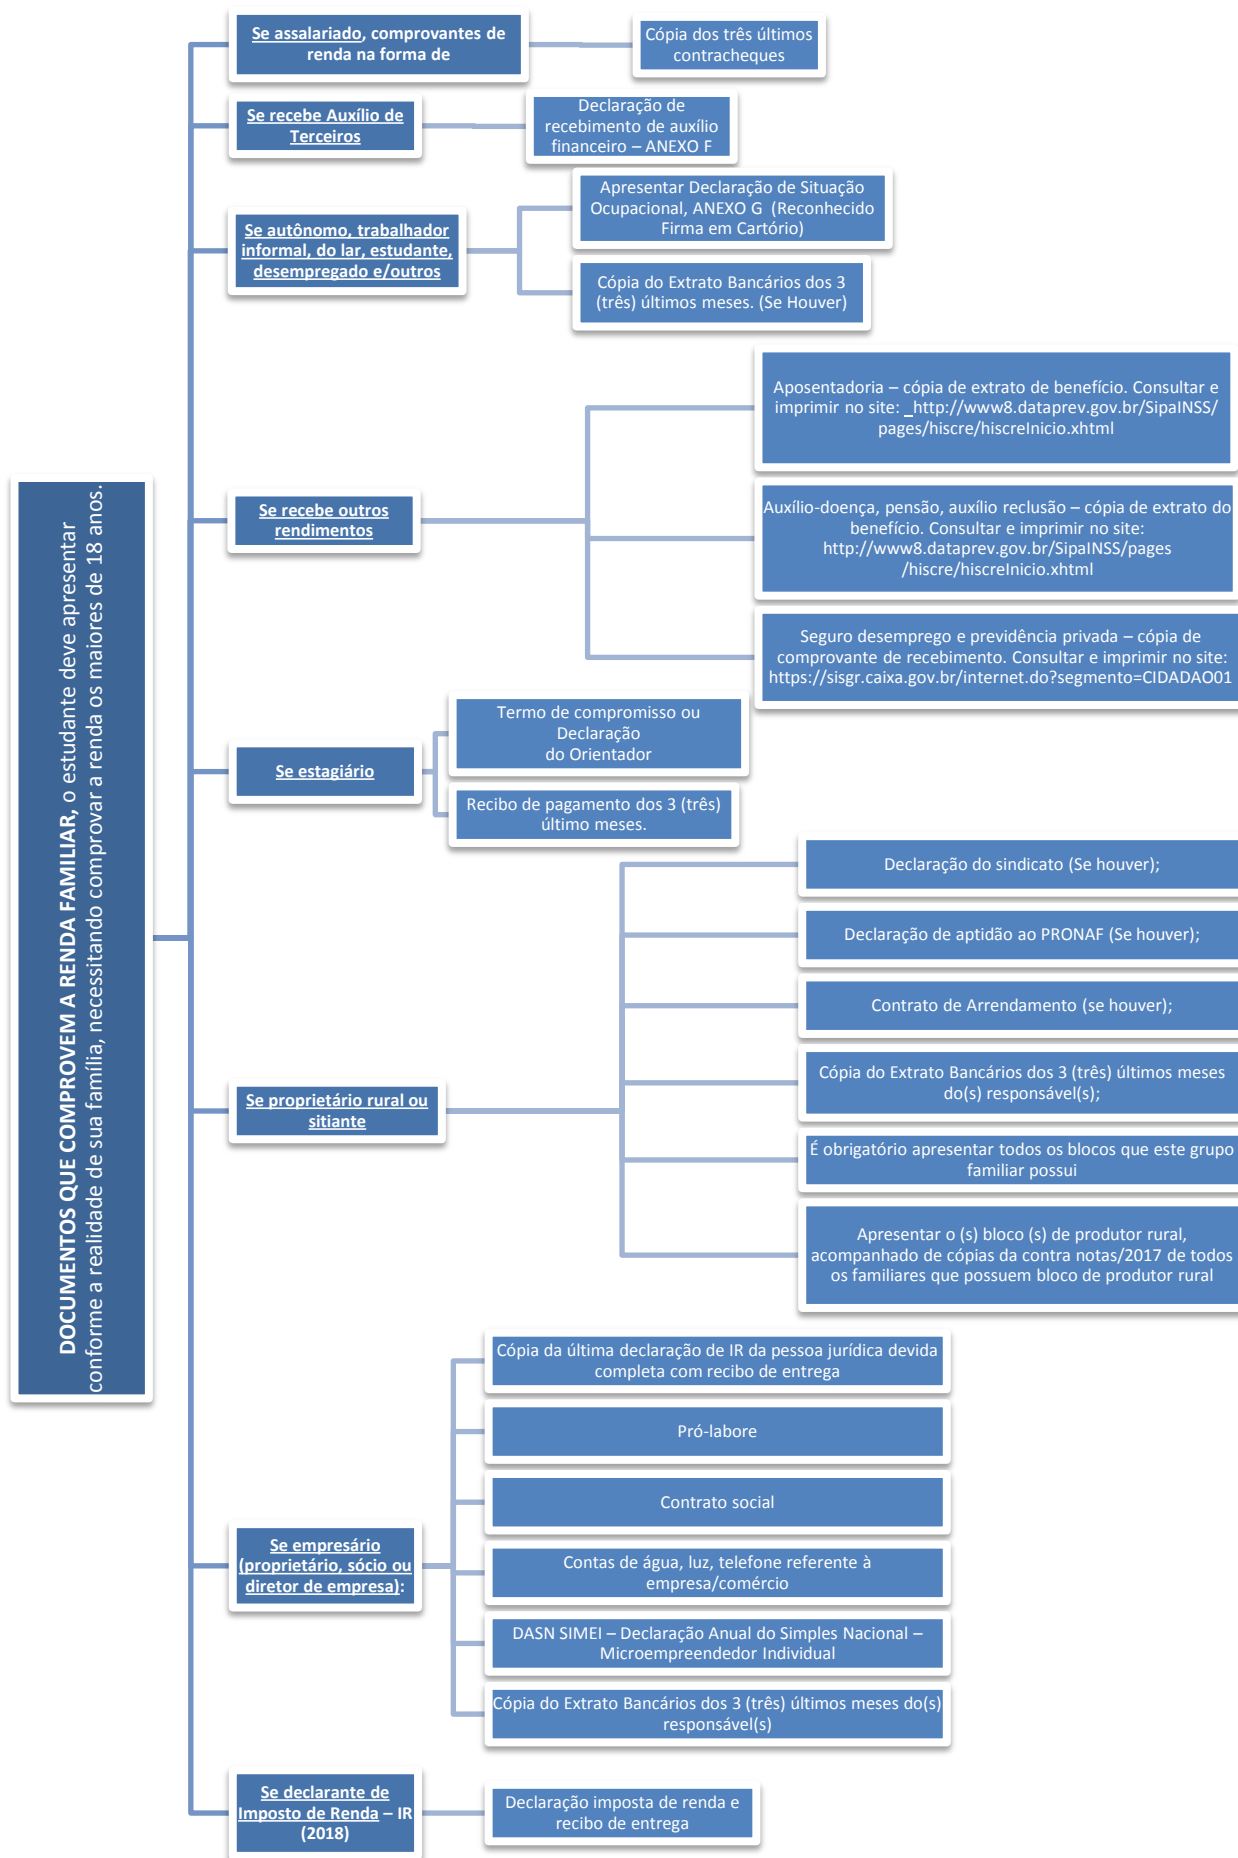 DOCUMENTOS QUE COMPROVEM A RENDA FAMILIAR, o estudante deve apresentar
conforme a realidade de sua família, necessitando comprovar a renda os maiores de 18 anos.
Se assalariado, comprovantes de
renda na forma de
Cópia dos três últimos
contracheques
Se recebe Auxílio de
Terceiros
Declaração de
recebimento de auxílio
financeiro – ANEXO F
Se autônomo, trabalhador
informal, do lar, estudante,
desempregado e/outros
Apresentar Declaração de Situação
Ocupacional, ANEXO G (Reconhecido
Firma em Cartório)
Cópia do Extrato Bancários dos 3
(três) últimos meses. (Se Houver)
Se recebe outros
rendimentos
Aposentadoria – cópia de extrato de benefício. Consultar e
imprimir no site: _http://www8.dataprev.gov.br/SipaINSS/
pages/hiscre/hiscreInicio.xhtml
Auxílio-doença, pensão, auxílio reclusão – cópia de extrato do
benefício. Consultar e imprimir no site:
http://www8.dataprev.gov.br/SipaINSS/pages
/hiscre/hiscreInicio.xhtml
Seguro desemprego e previdência privada – cópia de
comprovante de recebimento. Consultar e imprimir no site:
https://sisgr.caixa.gov.br/internet.do?segmento=CIDADAO01
Se estagiário
Termo de compromisso ou
Declaração
do Orientador
Recibo de pagamento dos 3 (três)
último meses.
Se proprietário rural ou
sitiante
Declaração do sindicato (Se houver);
Declaração de aptidão ao PRONAF (Se houver);
Contrato de Arrendamento (se houver);
Cópia do Extrato Bancários dos 3 (três) últimos meses
do(s) responsável(s);
É obrigatório apresentar todos os blocos que este grupo
familiar possui
Apresentar o (s) bloco (s) de produtor rural,
acompanhado de cópias da contra notas/2017 de todos
os familiares que possuem bloco de produtor rural
Se empresário
(proprietário, sócio ou
diretor de empresa):
Cópia da última declaração de IR da pessoa jurídica devida
completa com recibo de entrega
Pró-labore
Contrato social
Contas de água, luz, telefone referente à
empresa/comércio
DASN SIMEI – Declaração Anual do Simples Nacional –
Microempreendedor Individual
Cópia do Extrato Bancários dos 3 (três) últimos meses do(s)
responsável(s)
Se declarante de
Imposto de Renda – IR
(2018)
Declaração imposta de renda e
recibo de entrega